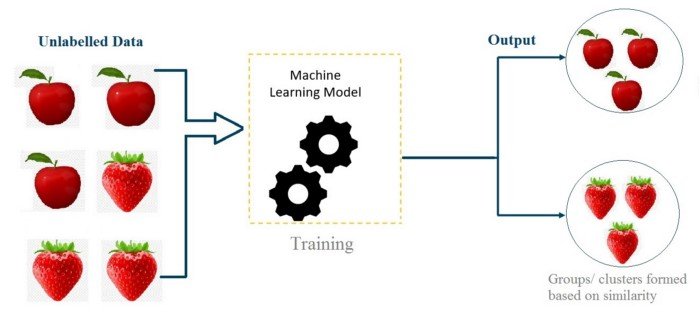 Unlabelled Data
Output
Machine
Learning Model
Training
Groups/ clusters formed
based on similarity